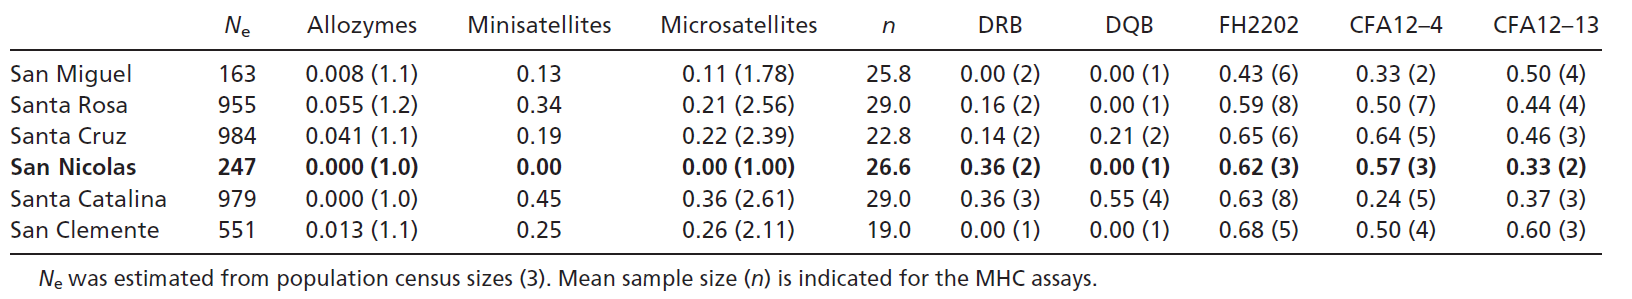 Ne Allozymes Minisatellites Microsatellites n DRB DQB FH2202 CFA12–4 CFA12–13
San Miguel 163 0.008 (1.1) 0.13 0.11 (1.78) 25.8 0.00 (2) 0.00 (1) 0.43 (6) 0.33 (2) 0.50 (4)
Santa Rosa 955 0.055 (1.2) 0.34 0.21 (2.56) 29.0 0.16 (2) 0.00 (1) 0.59 (8) 0.50 (7) 0.44 (4)
Santa Cruz 984 0.041 (1.1) 0.19 0.22 (2.39) 22.8 0.14 (2) 0.21 (2) 0.65 (6) 0.64 (5) 0.46 (3)
San Nicolas 247 0.000 (1.0) 0.00 0.00 (1.00) 26.6 0.36 (2) 0.00 (1) 0.62 (3) 0.57 (3) 0.33 (2)
Santa Catalina 979 0.000 (1.0) 0.45 0.36 (2.61) 29.0 0.36 (3) 0.55 (4) 0.63 (8) 0.24 (5) 0.37 (3)
San Clemente 551 0.013 (1.1) 0.25 0.26 (2.11) 19.0 0.00 (1) 0.00 (1) 0.68 (5) 0.50 (4) 0.60 (3)
Ne was estimated from population census sizes (3). Mean sample size (n) is indicated for the MHC assays.